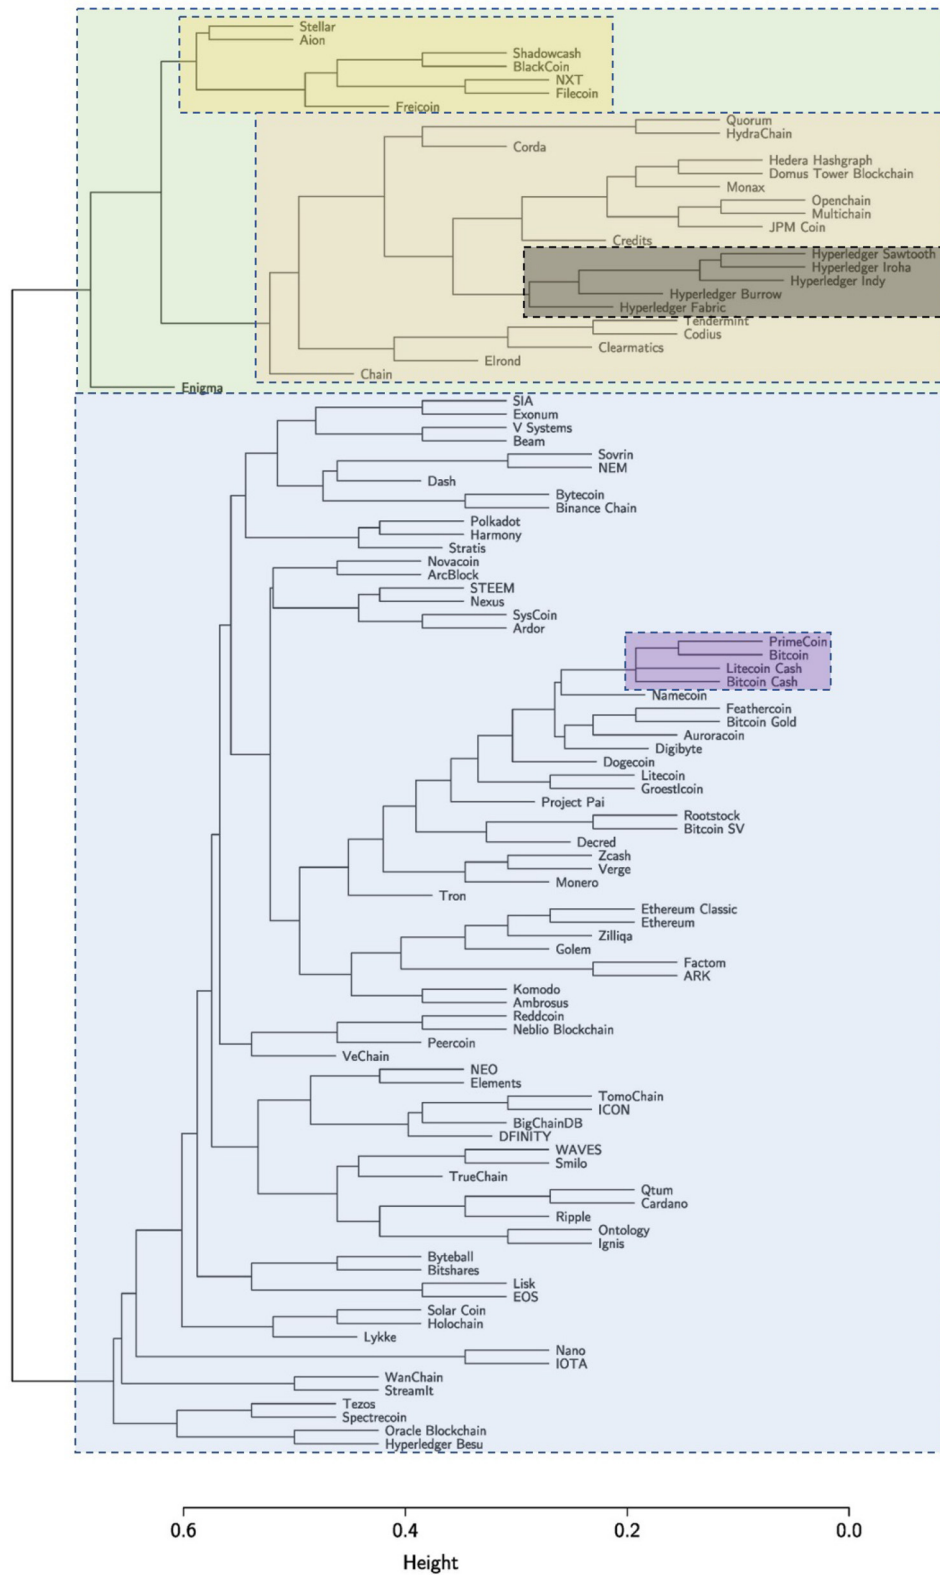 Stellar
Aion
Shadowcash
BlackCoin
NXT
Filecoin
Freicoin
Quorum
HydraChain
Corda
Hedera Hashgraph
Domus Tower Blockchain
Monax
Openchain
Multichain
JPM Coin
Credits
Hyperledger Sawtooth
Hyperledger Iroha
Hyperledger Indy
Hyperledger Burrow
Hyperledger Fabric
Tendermint
Codius
Clearmatics
Elrond
Chain
Enigma
SIA
Exonum
V Systems
Beam
Sovrin
NEM
Dash
Bytecoin
Binance Chain
Polkadot
Harmony
Stratis
Novacoin
ArcBlock
STEEM
Nexus
SysCoin
Ardor
PrimeCoin
Bitcoin
Litecoin Cash
Bitcoin Cash
Namecoin
Feathercoin
Bitcoin Gold
Auroracoin
Digibyte
Dogecoin
Litecoin
Groestlcoin
Project Pai
Rootstock
Bitcoin SV
Decred
Zcash
Verge
Monero
Tron
Ethereum Classic
Ethereum
Zilliqa
Golem
Factom
ARK
Komodo
Ambrosus
Reddcoin
Neblio Blockchain
Peercoin
VeChain
NEO
Elements
TomoChain
ICON
BigChainDB
DFINITY
WAVES
Smilo
TrueChain
Qtum
Cardano
Ripple
Ontology
Ignis
Byteball
Bitshares
Lisk
EOS
Solar Coin
Holochain
Lykke
Nano
IOTA
WanChain
StreamIt
Tezos
Spectrecoin
Oracle Blockchain
Hyperledger Besu
0.6 0.4 0.2 0.0
Height